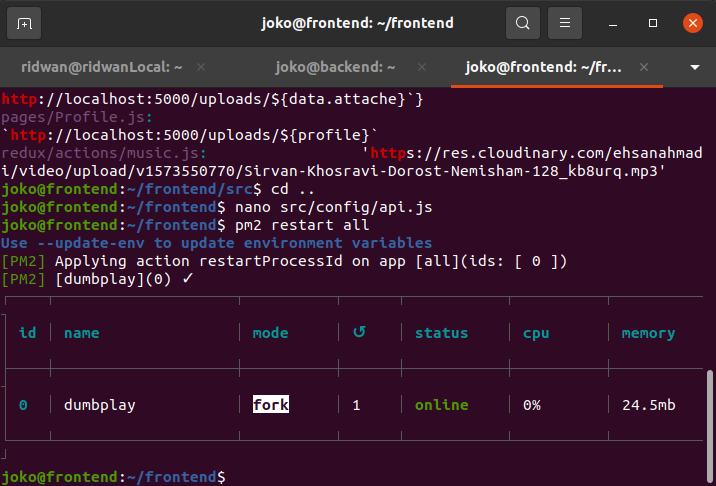 joko@frontend: ~/frontend
ridwan@ridwanLocal: ~ × joko@backend: ~ × joko@frontend: ~/fr... ×
http://localhost:5000/uploads/${data.attache}`}
pages/Profile.js:
`http://localhost:5000/uploads/${profile}`
redux/actions/music.js: 'https://res.cloudinary.com/ehsanahmad
i/video/upload/v1573550770/Sirvan-Khosravi-Dorost-Nemisham-128_kb8urq.mp3'
joko@frontend:~/frontend/src$ cd ..
joko@frontend:~/frontend$ nano src/config/api.js
joko@frontend:~/frontend$ pm2 restart all
Use --update-env to update environment variables
[PM2] Applying action restartProcessId on app [all](ids: [ 0 ])
[PM2] [dumbplay](0) ✓
id │ name │ mode │ ↺ │ status │ cpu │ memory
0 │ dumbplay │ fork │ 1 │ online │ 0% │ 24.5mb
joko@frontend:~/frontend$